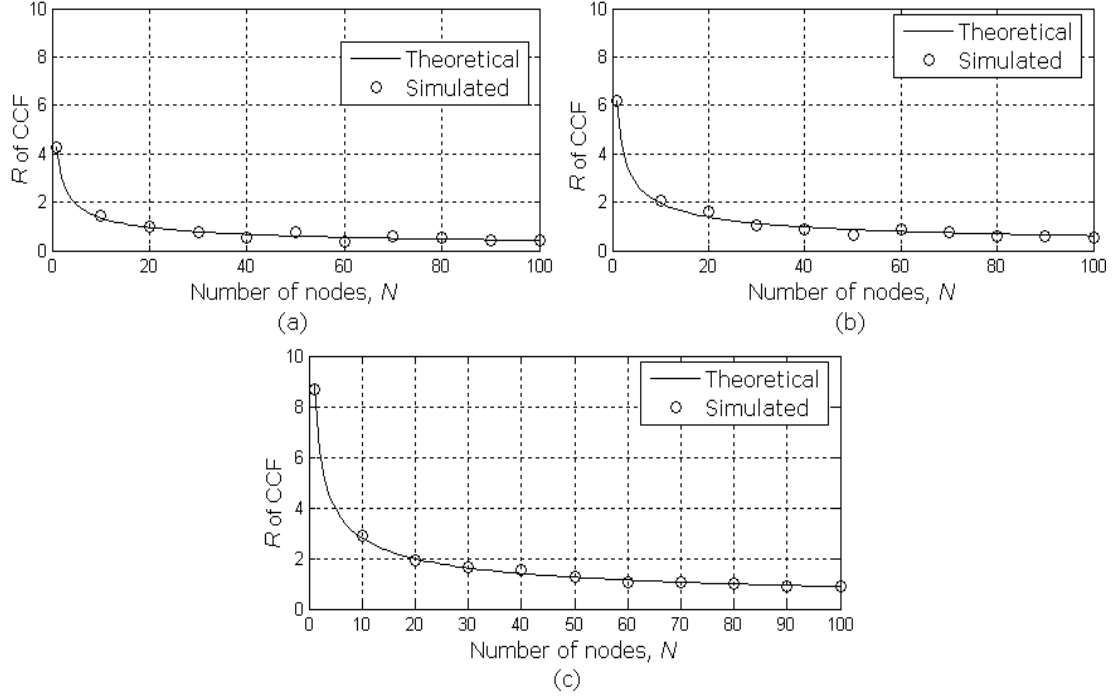 10
8
6
4
2
0
R of CCF
Theoretical
Simulated
0 20 40 60 80 100
Number of nodes, N
(a)
10
8
6
4
2
0
R of CCF
Theoretical
Simulated
0 20 40 60 80 100
Number of nodes, N
(b)
10
8
6
4
2
0
R of CCF
Theoretical
Simulated
0 10 20 30 40 50 60 70 80 90 100
Number of nodes, N
(c)